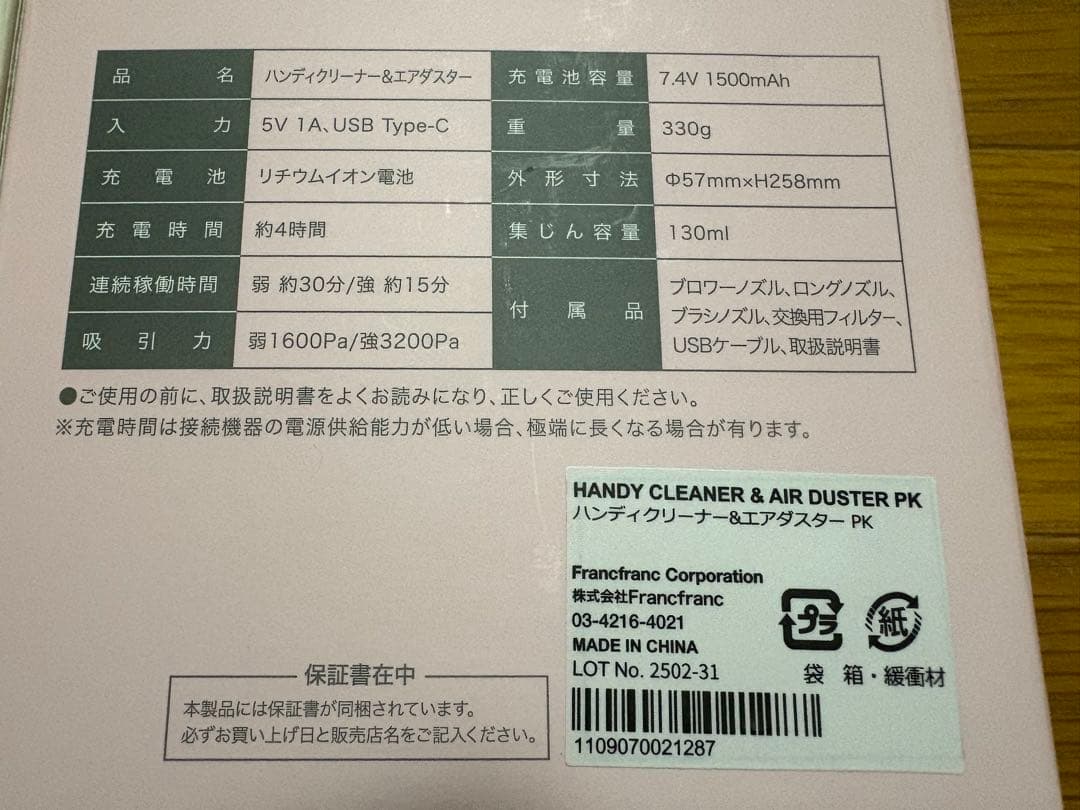 品名 ハンディクリーナー&エアダスター 充電池容量 7.4V 1500mAh
入力 5V 1A、USB Type-C 重量 330g
充電池 リチウムイオン電池 外形寸法 Φ57mm×H258mm
充電時間 約4時間 集じん容量 130ml
連続稼働時間 弱 約30分/強 約15分
吸引力 弱1600Pa/強3200Pa
付属品 ブロワーノズル、ロングノズル、
ブラシノズル、交換用フィルター、
USBケーブル、取扱説明書
●ご使用の前に、取扱説明書をよくお読みになり、正しくご使用ください。
※充電時間は接続機器の電源供給能力が低い場合、極端に長くなる場合が有ります。
HANDY CLEANER & AIR DUSTER PK
ハンディクリーナー&エアダスター PK
Francfranc Corporation
株式会社Francfranc
03-4216-4021
MADE IN CHINA
LOT No. 2502-31
プラ 紙
袋 箱・緩衝材
1109070021287
保証書在中
本製品には保証書が同梱されています。
必ずお買い上げ日と販売店名をご記入ください。